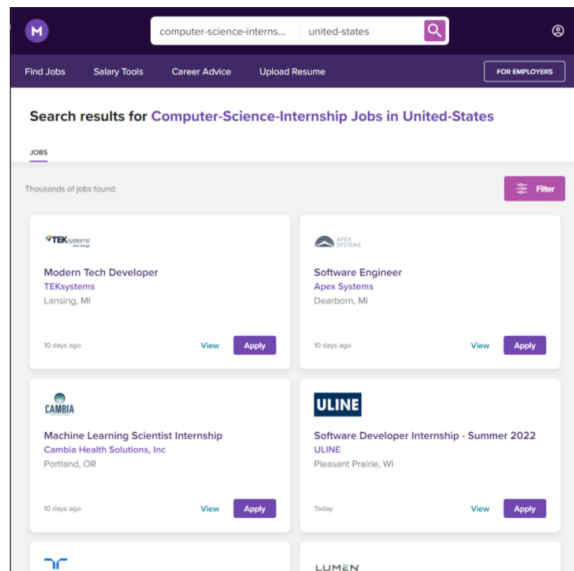 M
computer-science-interns... united-states
Find Jobs Salary Tools Career Advice Upload Resume FOR EMPLOYERS
Search results for Computer-Science-Internship Jobs in United-States
JOBS
Thousands of jobs found:
Filter
TEKsystems
Modern Tech Developer
TEKsystems
Lansing, MI
10 days ago View Apply
APEX
SYSTEMS
Software Engineer
Apex Systems
Dearborn, MI
10 days ago View Apply
CAMBIA
Machine Learning Scientist Internship
Cambia Health Solutions, Inc
Portland, OR
10 days ago View Apply
ULINE
Software Developer Internship - Summer 2022
ULINE
Pleasant Prairie, WI
Today View Apply
LUMEN